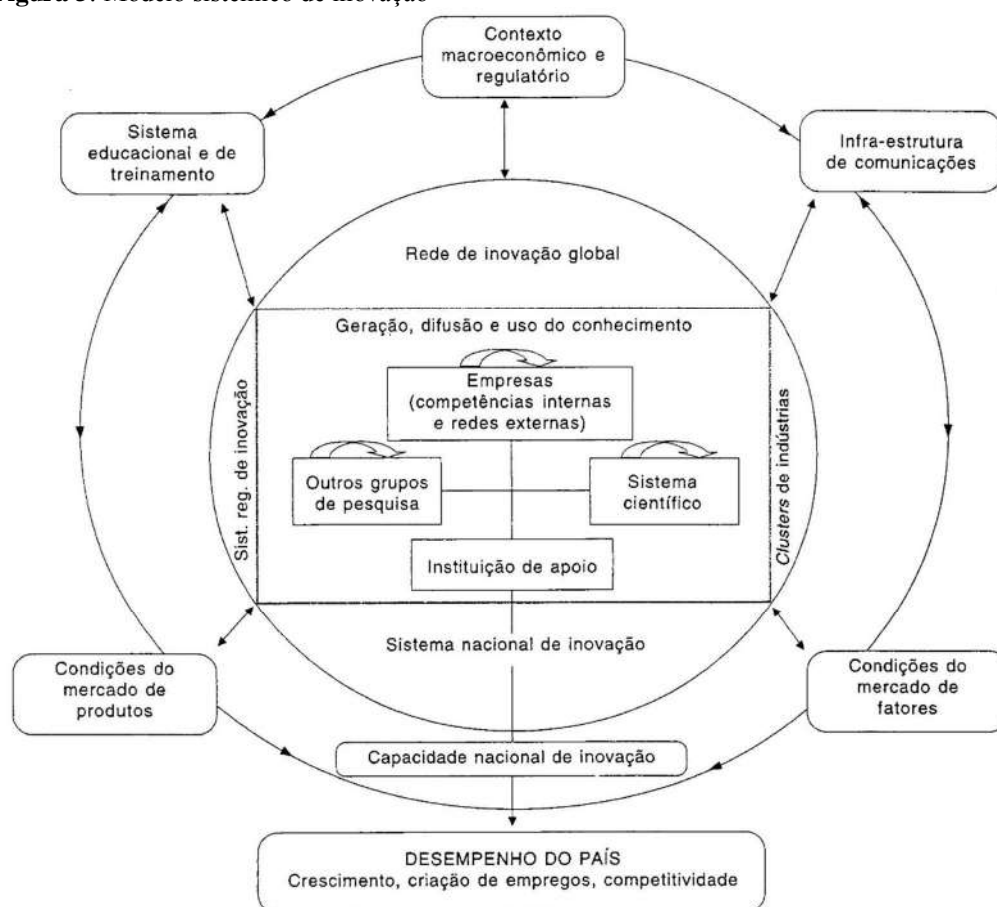 Figura 3: Modelo sistêmico de inovação
Contexto
macroeconômico e
regulatório
Sistema
educacional e de
treinamento
Infra-estrutura
de comunicações
Rede de inovação global
Geração, difusão e uso do conhecimento
Empresas
(competências internas
e redes externas)
Sist. reg. de inovação
Clusters de indústrias
Outros grupos
de pesquisa
Sistema
científico
Instituição de apoio
Sistema nacional de inovação
Condições do
mercado de
produtos
Condições do
mercado de
fatores
Capacidade nacional de inovação
DESEMPENHO DO PAÍS
Crescimento, criação de empregos, competitividade